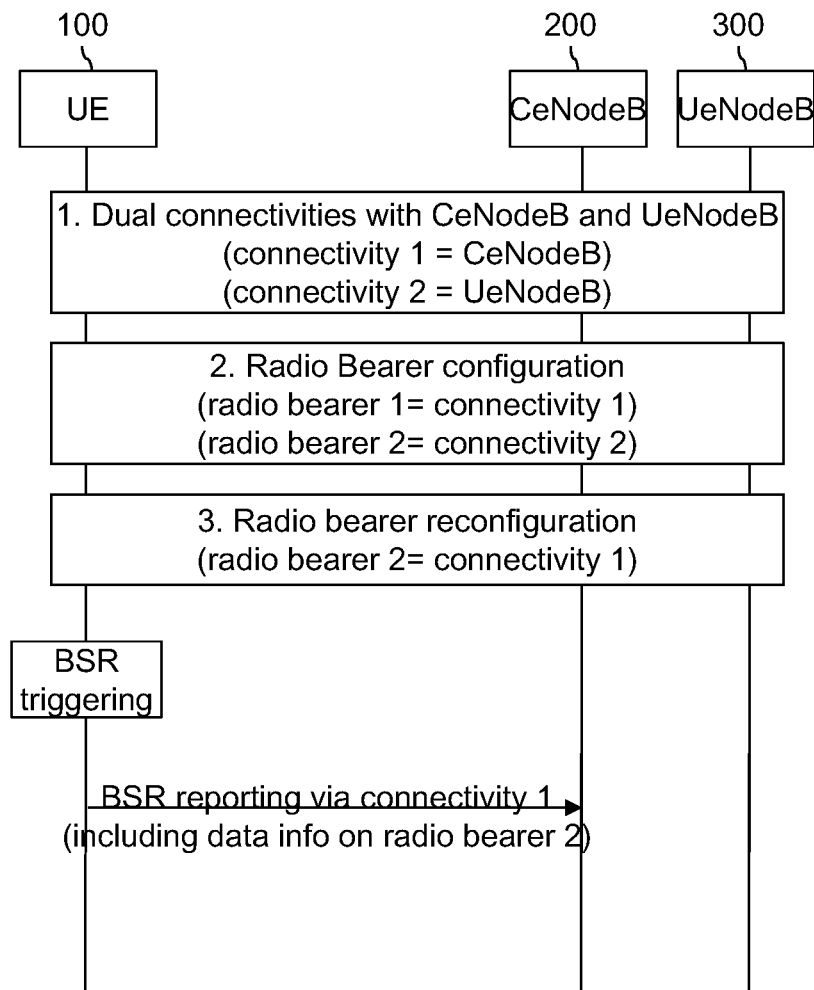 100
200
300
UE
CeNodeB
UeNodeB
1. Dual connectivities with CeNodeB and UeNodeB
(connectivity 1 = CeNodeB)
(connectivity 2 = UeNodeB)
2. Radio Bearer configuration
(radio bearer 1= connectivity 1)
(radio bearer 2= connectivity 2)
3. Radio bearer reconfiguration
(radio bearer 2= connectivity 1)
BSR
triggering
BSR reporting via connectivity 1
(including data info on radio bearer 2)